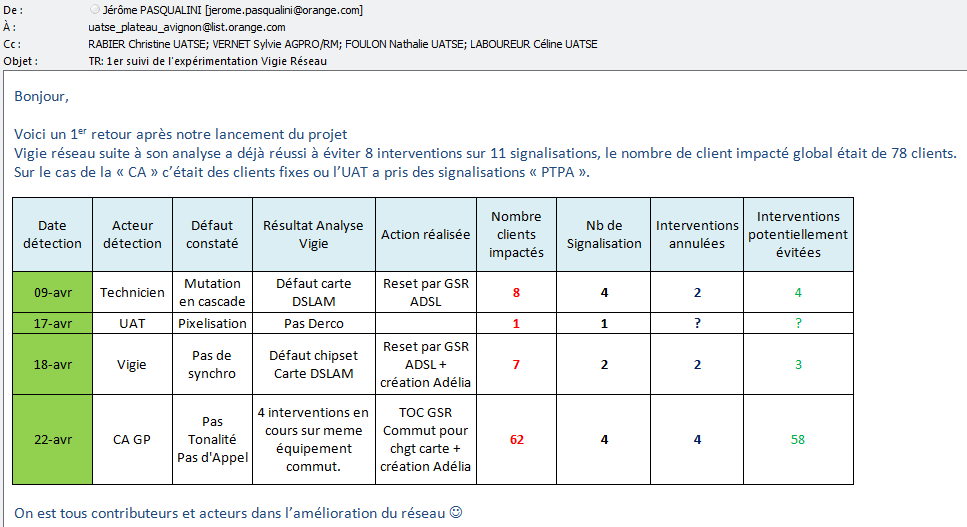 De : Jérôme PASQUALINI [jerome.pasqualini@orange.com]
À : uatse_plateau_avignon@list.orange.com
Cc : RABIER Christine UATSE; VERNET Sylvie AGPRO/RM; FOULON Nathalie UATSE; LABOUREUR Céline UATSE
Objet : TR: 1er suivi de l'expérimentation Vigie Réseau
Bonjour,
Voici un 1er retour après notre lancement du projet
Vigie réseau suite à son analyse a déjà réussi à éviter 8 interventions sur 11 signalisations, le nombre de client impacté global était de 78 clients.
Sur le cas de la « CA » c'était des clients fixes ou l'UAT a pris des signalisations « PTPA ».
Date détection
Acteur détection
Défaut constaté
Résultat Analyse Vigie
Action réalisée
Nombre clients impactés
Nb de Signalisation
Interventions annulées
Interventions potentiellement évitées
09-avr
Technicien
Mutation en cascade
Défaut carte DSLAM
Reset par GSR ADSL
8
4
2
4
17-avr
UAT
Pixelisation
Pas Derco
1
1
?
?
18-avr
Vigie
Pas de synchro
Défaut chipset Carte DSLAM
Reset par GSR ADSL + création Adélia
7
2
2
3
22-avr
CA GP
Pas Tonalité Pas d'Appel
4 interventions en cours sur meme équipement commut.
TOC GSR Commut pour chgt carte + création Adélia
62
4
4
58
On est tous contributeurs et acteurs dans l'amélioration du réseau ☺